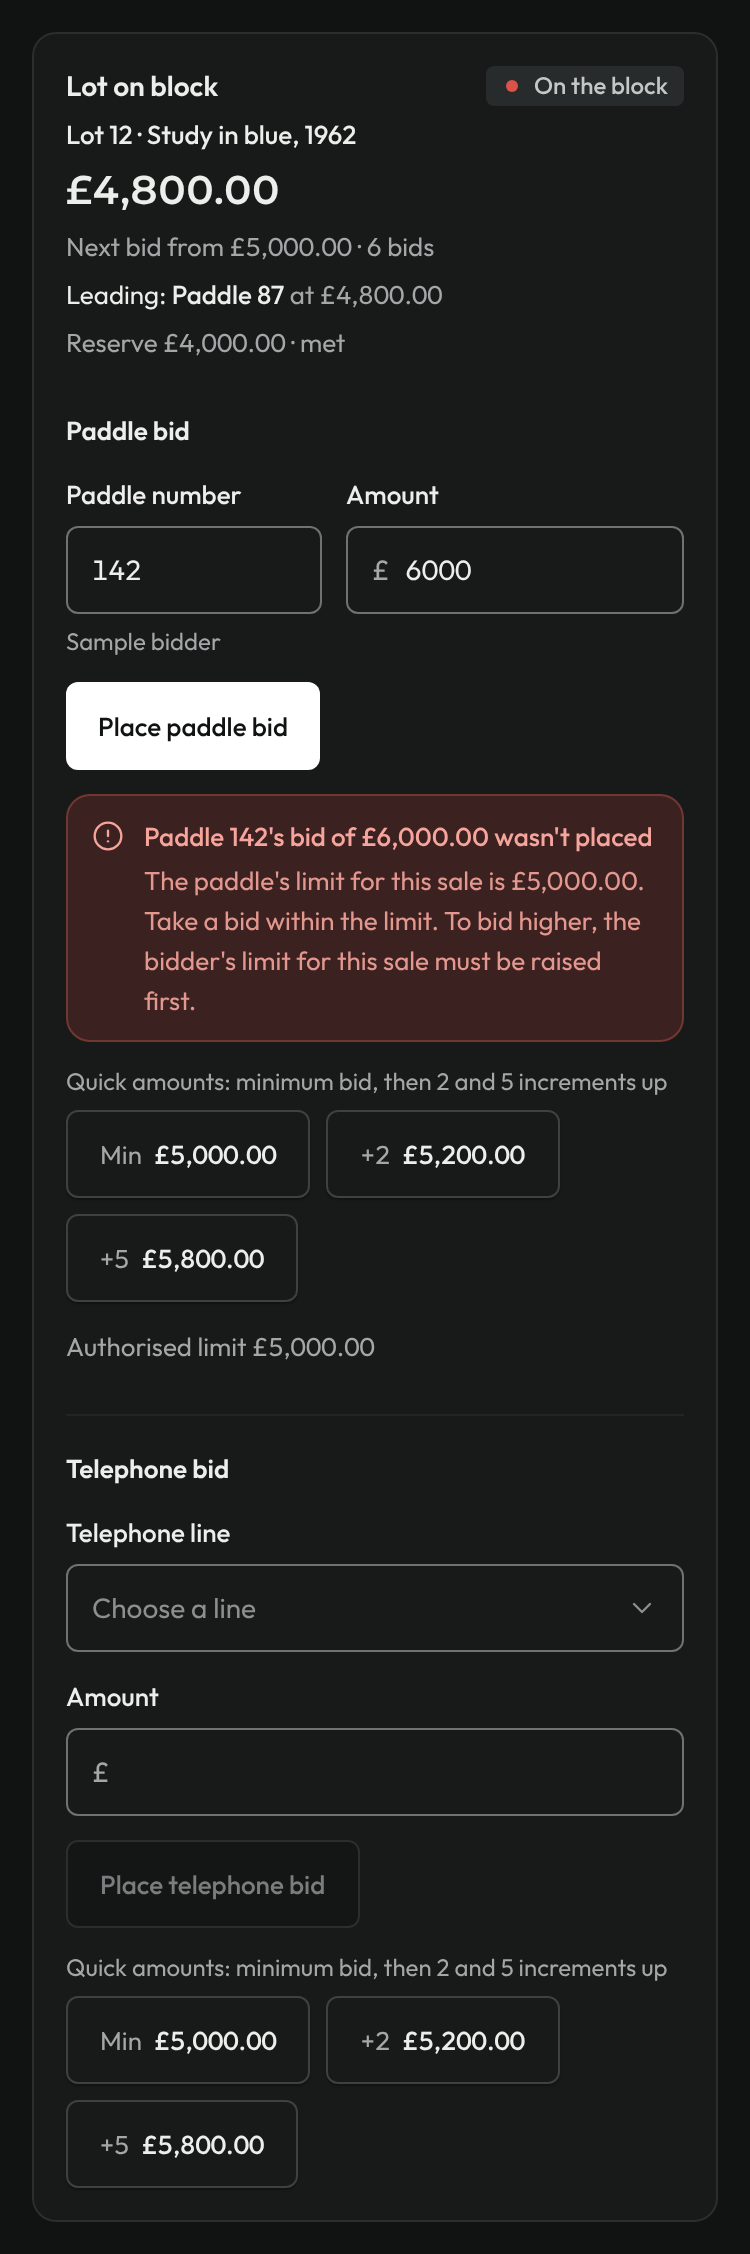 Lot on block
On the block
Lot 12 · Study in blue, 1962
£4,800.00
Next bid from £5,000.00 · 6 bids
Leading: Paddle 87 at £4,800.00
Reserve £4,000.00 · met
Paddle bid
Paddle number
Amount
142
£ 6000
Sample bidder
Place paddle bid
Paddle 142's bid of £6,000.00 wasn't placed
The paddle's limit for this sale is £5,000.00.
Take a bid within the limit. To bid higher, the
bidder's limit for this sale must be raised
first.
Quick amounts: minimum bid, then 2 and 5 increments up
Min £5,000.00
+2 £5,200.00
+5 £5,800.00
Authorised limit £5,000.00
Telephone bid
Telephone line
Choose a line
Amount
£
Place telephone bid
Quick amounts: minimum bid, then 2 and 5 increments up
Min £5,000.00
+2 £5,200.00
+5 £5,800.00